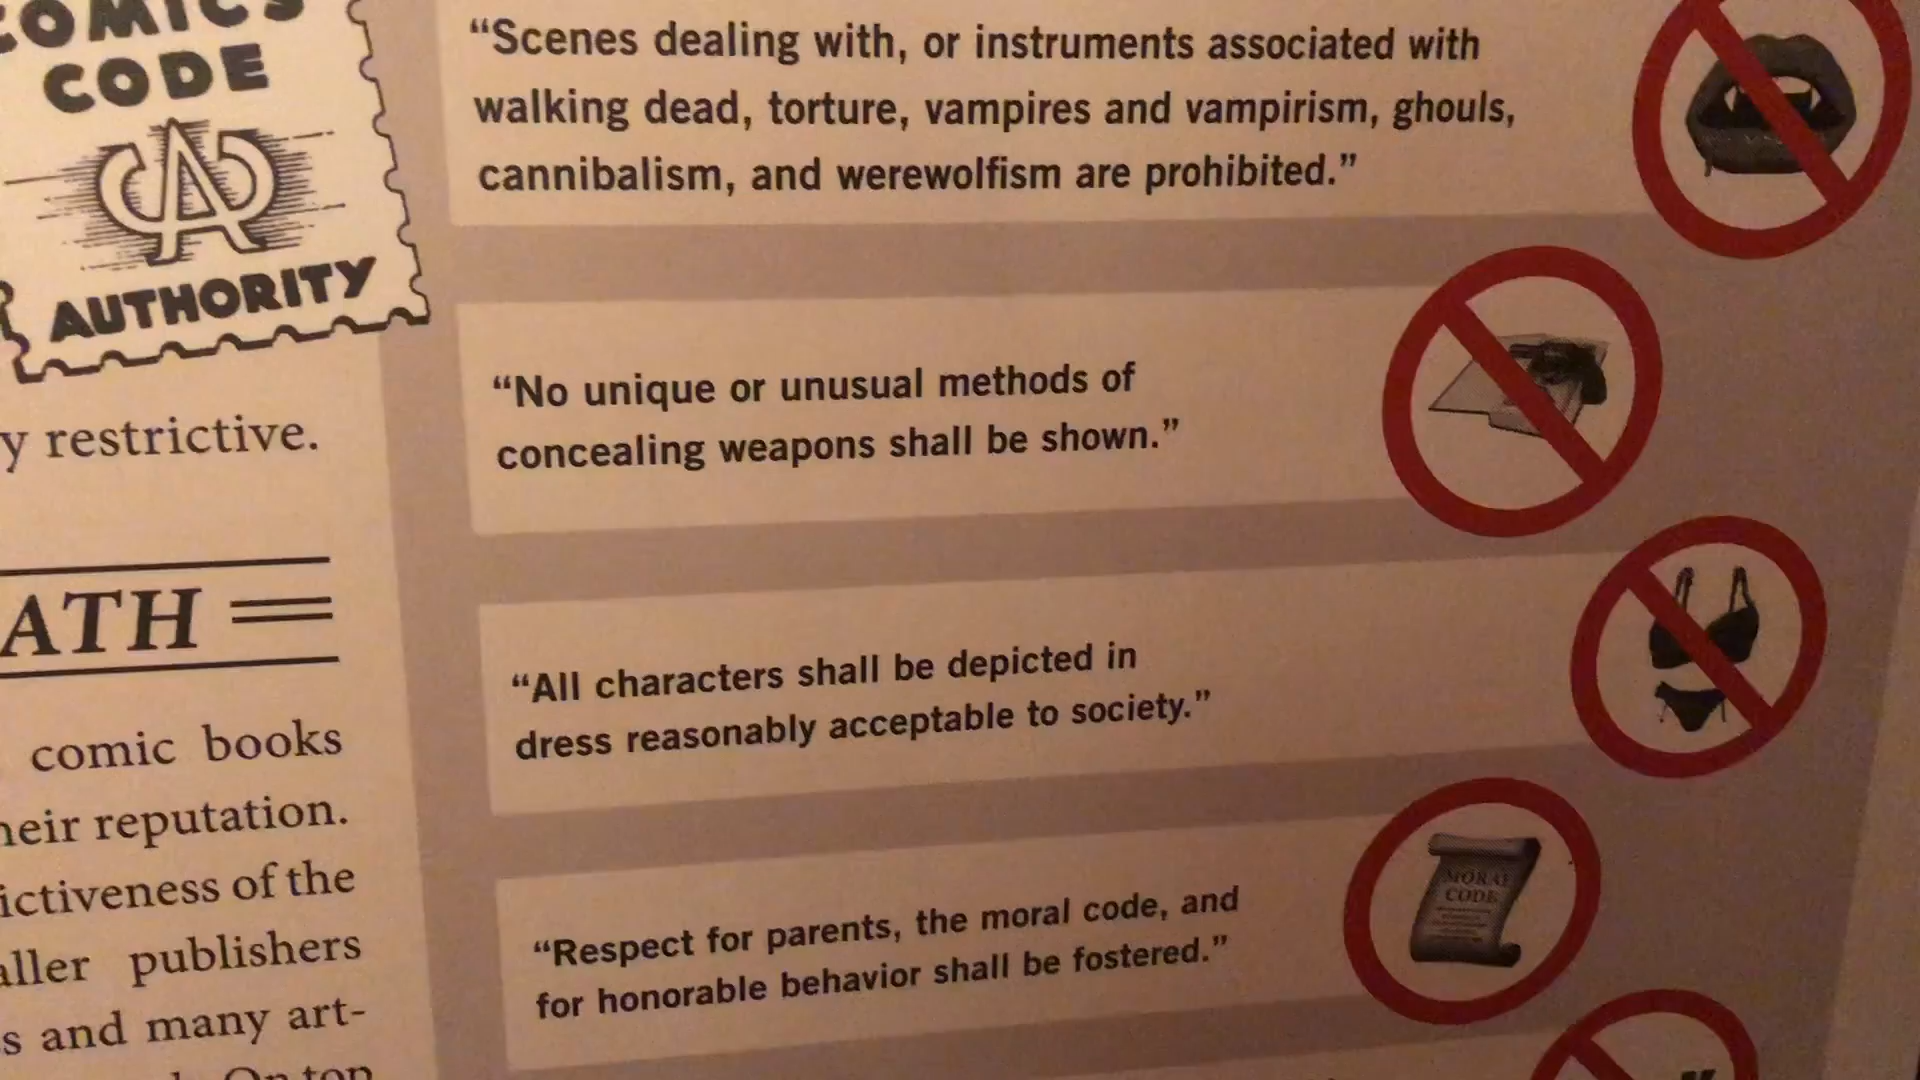 COMICS
CODE
CA
AUTHORITY
restrictive.
ATH
comic books
reputation.
of the
publishers
and many art-
On top
“Scenes dealing with, or instruments associated with
walking dead, torture, vampires and vampirism, ghouls,
cannibalism, and werewolfism are prohibited.”
“No unique or unusual methods of
concealing weapons shall be shown.”
“All characters shall be depicted in
dress reasonably acceptable to society.”
“Respect for parents, the moral code, and
for honorable behavior shall be fostered.”
MORAL
CODE